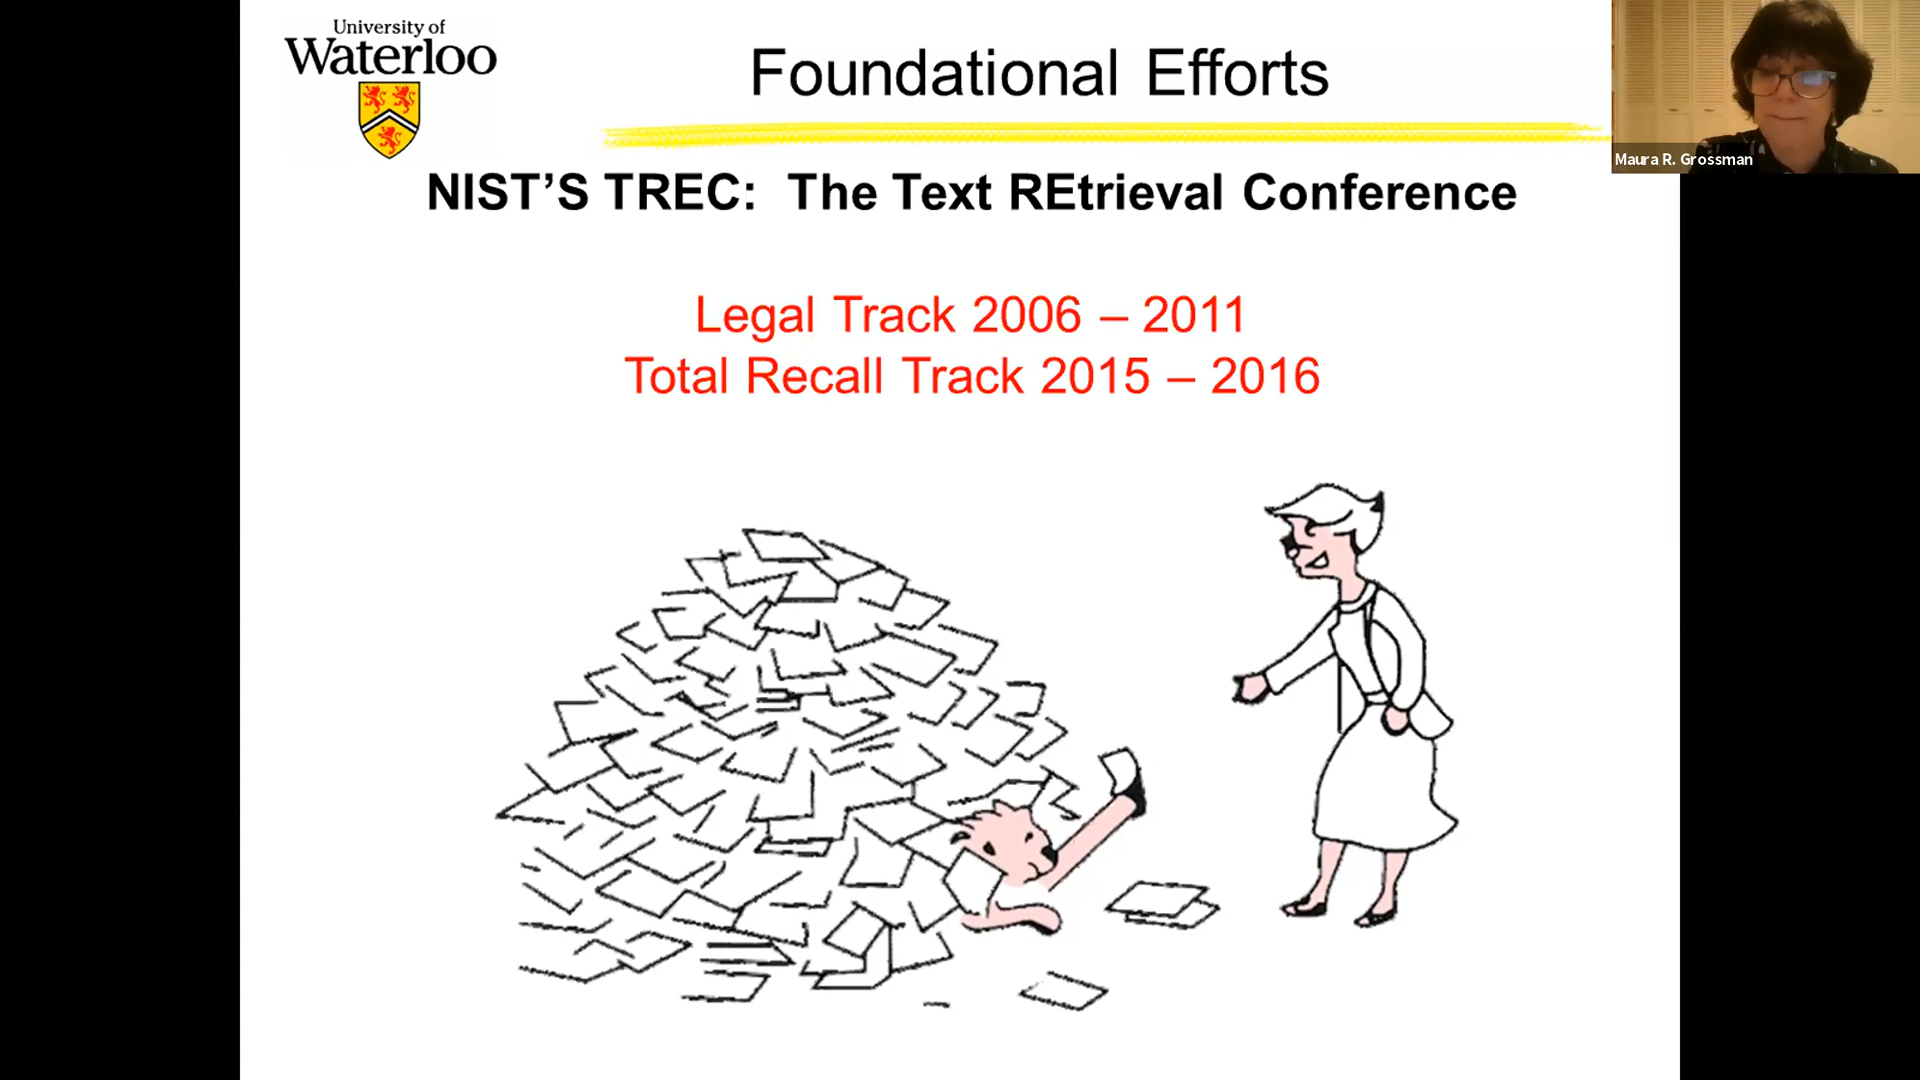 University of
Waterloo
Foundational Efforts
Maura R. Grossman
NIST’S TREC:  The Text REtrieval Conference
Legal Track 2006 – 2011
Total Recall Track 2015 – 2016